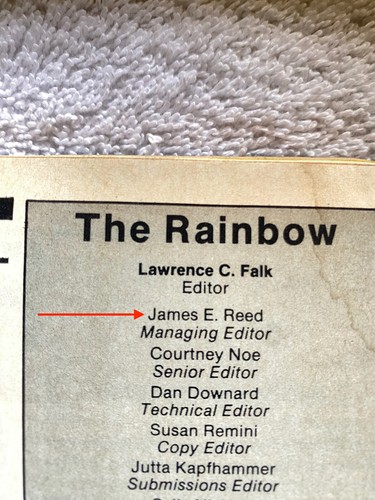 The Rainbow
Lawrence C. Falk
Editor
James E. Reed
Managing Editor
Courtney Noe
Senior Editor
Dan Downard
Technical Editor
Susan Remini
Copy Editor
Jutta Kapfhammer
Submissions Editor